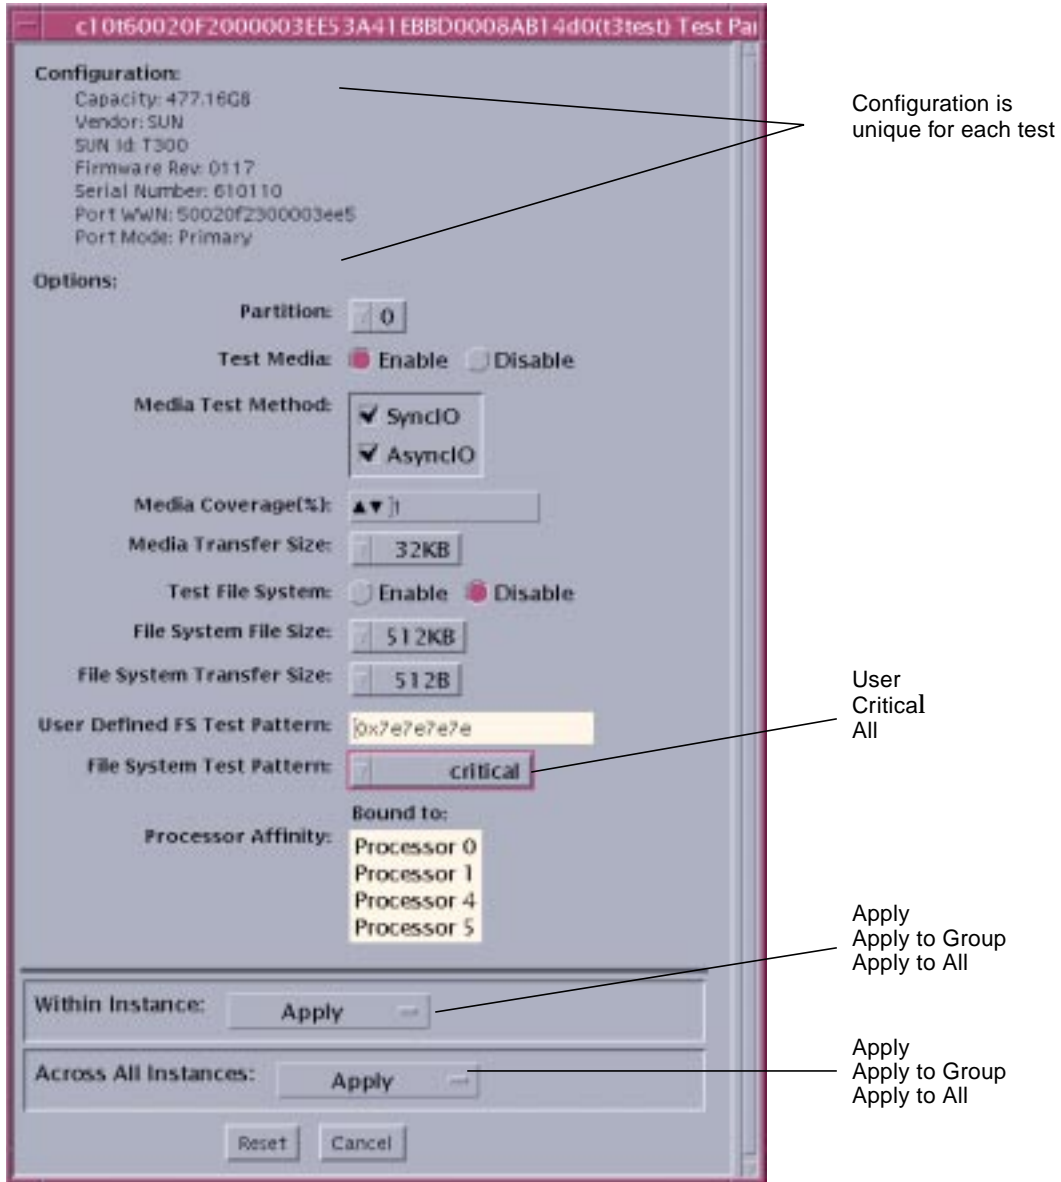 c10t60020F2000003EE53A41EBBD0008AB14d0(t3test) Test Par
Configuration:
Capacity: 477.16GB
Vendor: SUN
SUN Id: T300
Firmware Rev: 0117
Serial Number: 610110
Port WWN: 50020f2300003ee5
Port Mode: Primary
Configuration is
unique for each test
Options:
Partition: 0
Test Media: Enable Disable
Media Test Method: SyncIO
AsyncIO
Media Coverage(%): 1
Media Transfer Size: 32KB
Test File System: Enable Disable
File System File Size: 512KB
File System Transfer Size: 512B
User Defined FS Test Pattern: 0x7e7e7e7e
File System Test Pattern: critical
User
Critical
All
Processor Affinity:
Bound to:
Processor 0
Processor 1
Processor 4
Processor 5
Within Instance: Apply
Apply
Apply to Group
Apply to All
Across All Instances: Apply
Apply
Apply to Group
Apply to All
Reset Cancel